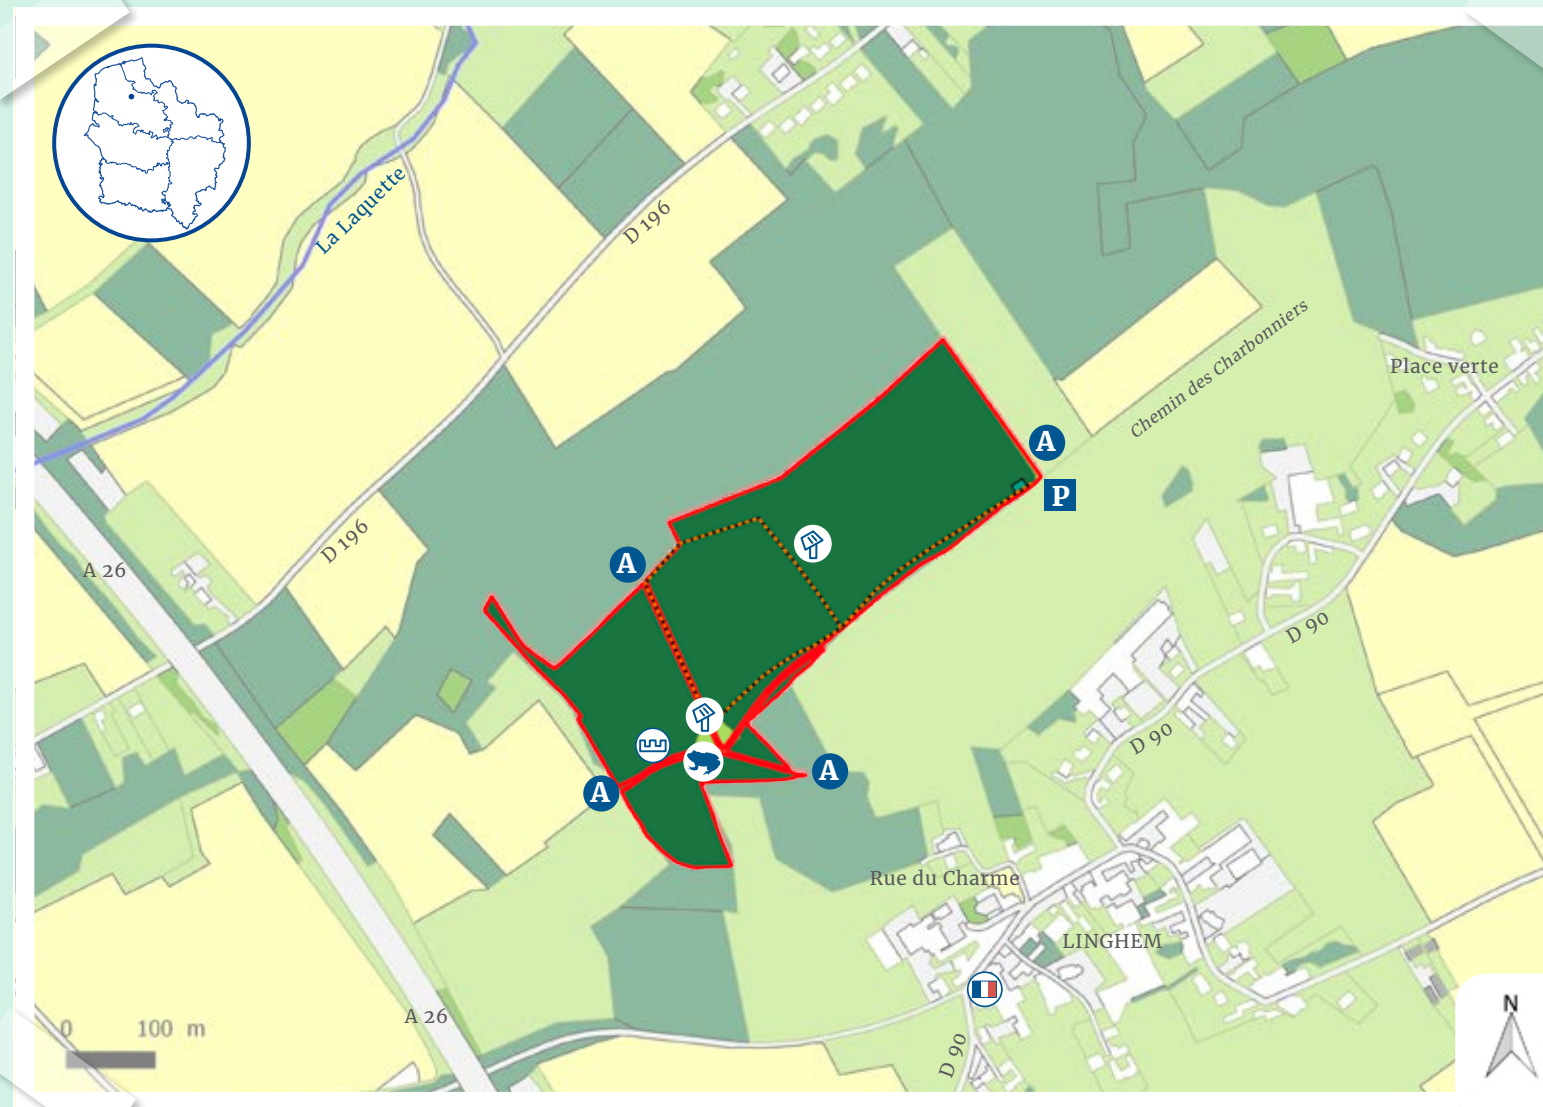 La Laquette
D 196
Chemin des Charbonniers
Place verte
A
P
D 196
A 26
A
D 90
D 90
A
A
Rue du Charme
LINGHEM
0 100 m
A 26
D 90
N